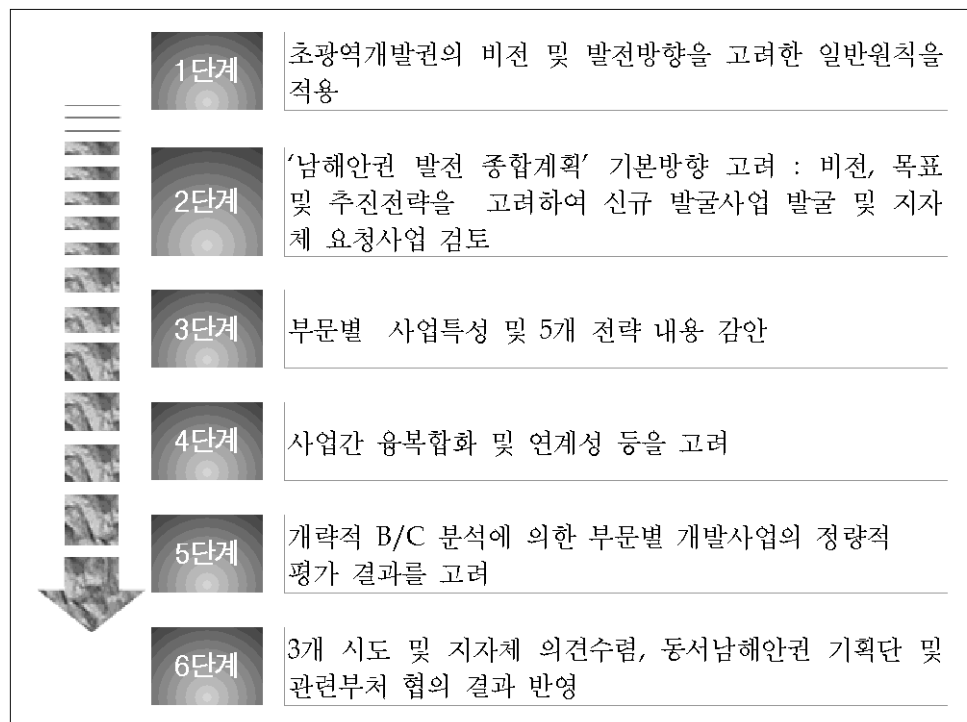 1단계
초광역개발권의 비전 및 발전방향을 고려한 일반원칙을
적용
2단계
‘남해안권 발전 종합계획’ 기본방향 고려 : 비전, 목표
및 추진전략을 고려하여 신규 발굴사업 발굴 및 지자
체 요청사업 검토
3단계
부문별 사업특성 및 5개 전략 내용 감안
4단계
사업간 융복합화 및 연계성 등을 고려
5단계
개략적 B/C 분석에 의한 부문별 개발사업의 정량적
평가 결과를 고려
6단계
3개 시도 및 지자체 의견수렴, 동서남해안권 기획단 및
관련부처 협의 결과 반영